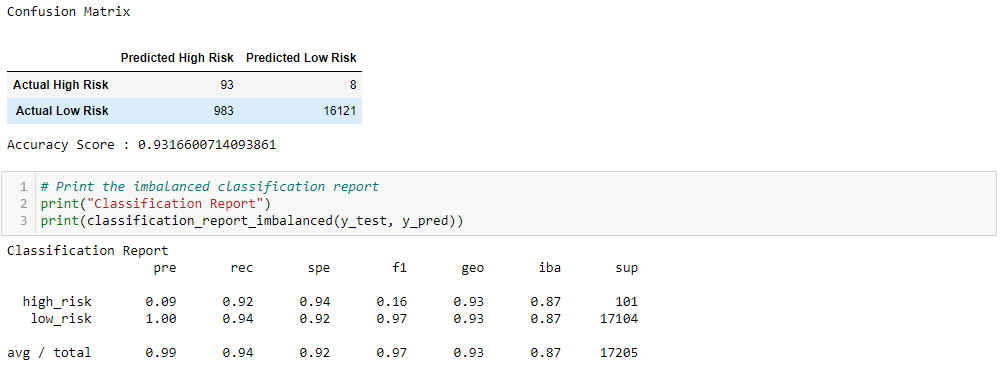 Confusion Matrix
Predicted High Risk Predicted Low Risk
Actual High Risk 93 8
Actual Low Risk 983 16121
Accuracy Score : 0.9316600714093861
1 # Print the imbalanced classification report
2 print("Classification Report")
3 print(classification_report_imbalanced(y_test, y_pred))
Classification Report
pre rec spe f1 geo iba sup
high_risk 0.09 0.92 0.94 0.16 0.93 0.87 101
low_risk 1.00 0.94 0.92 0.97 0.93 0.87 17104
avg / total 0.99 0.94 0.92 0.97 0.93 0.87 17205